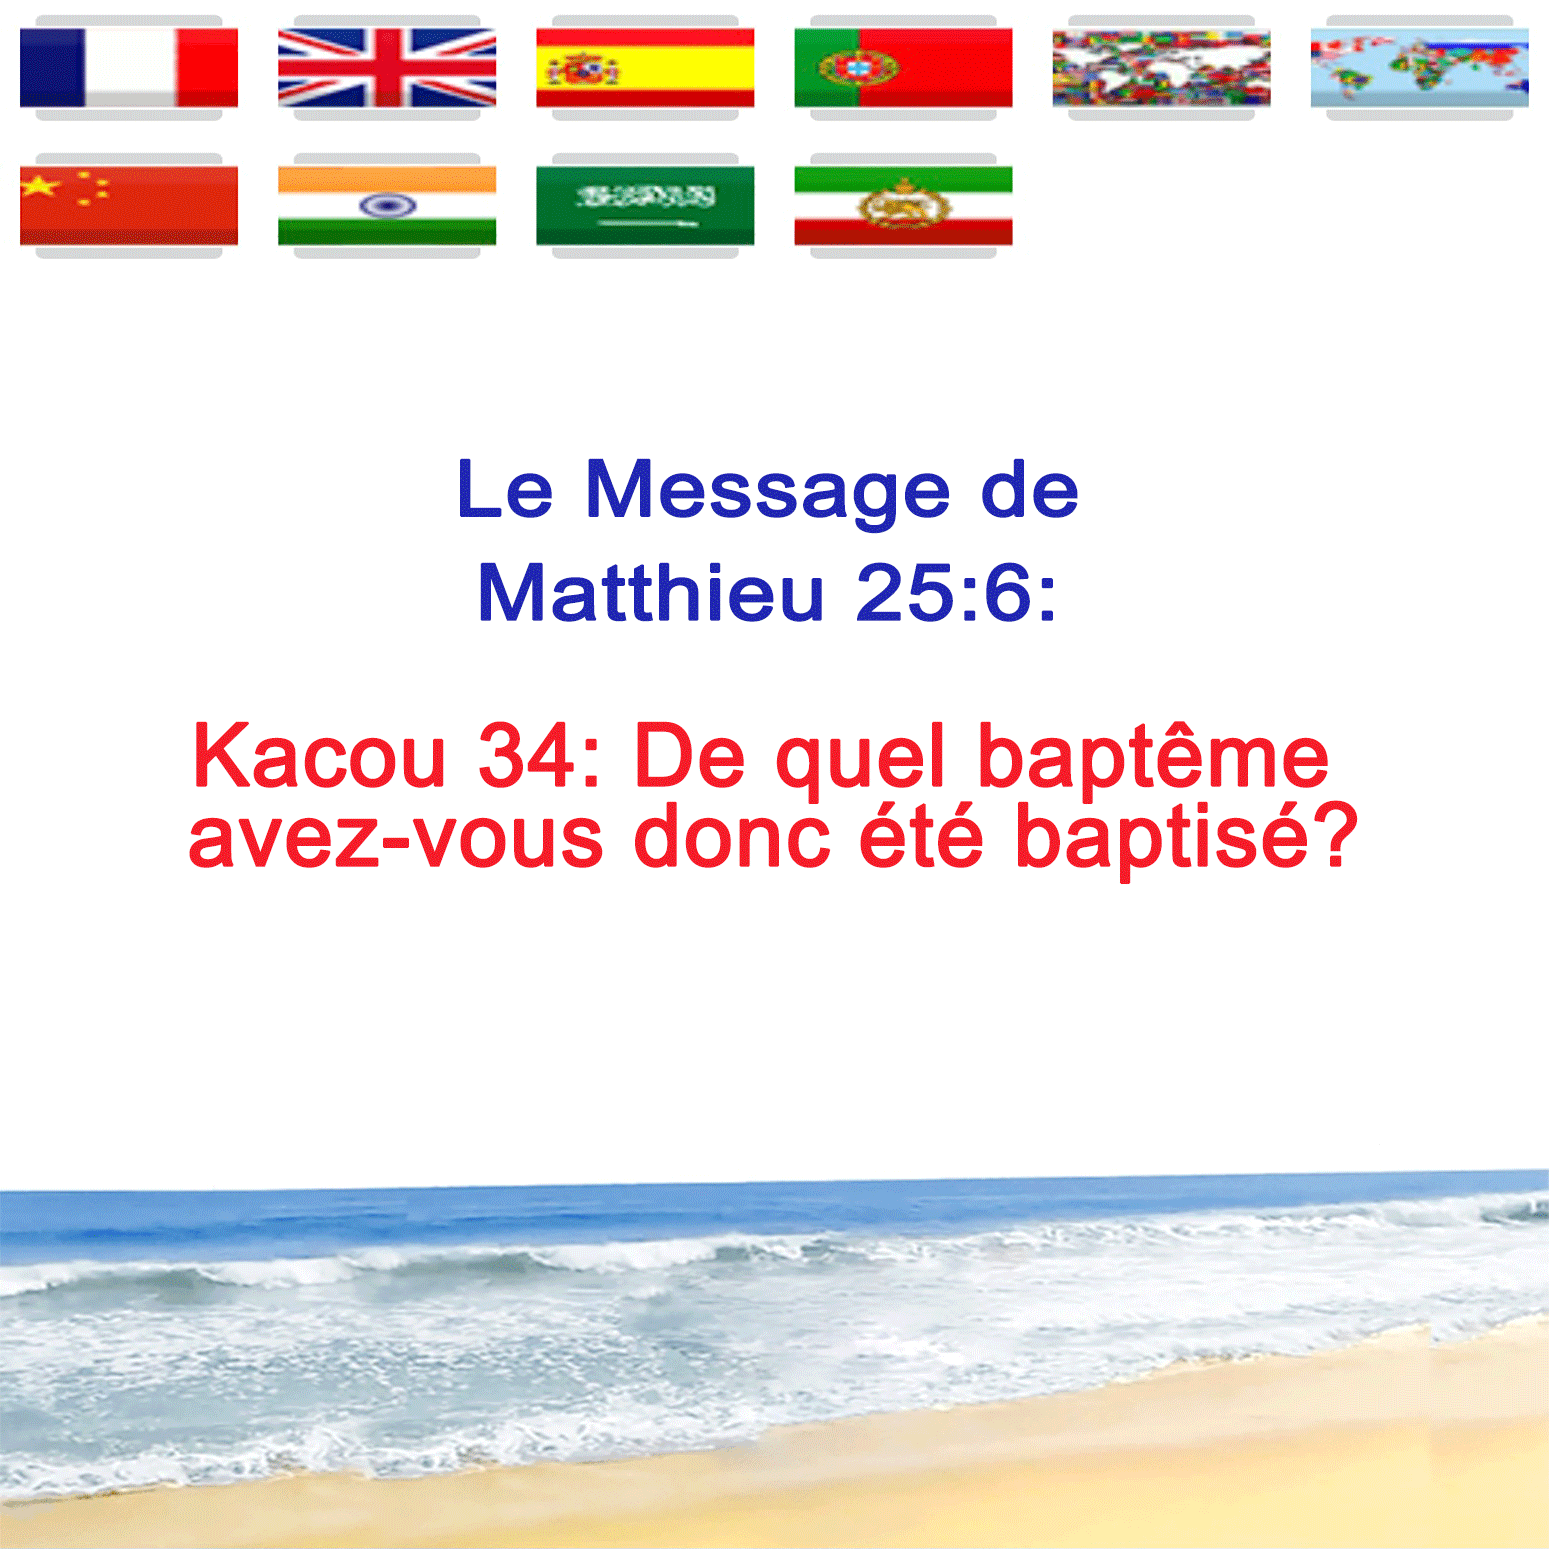 Le Message de
Matthieu 25:6:
Kacou 34: De quel baptême
avez-vous donc été baptisé?